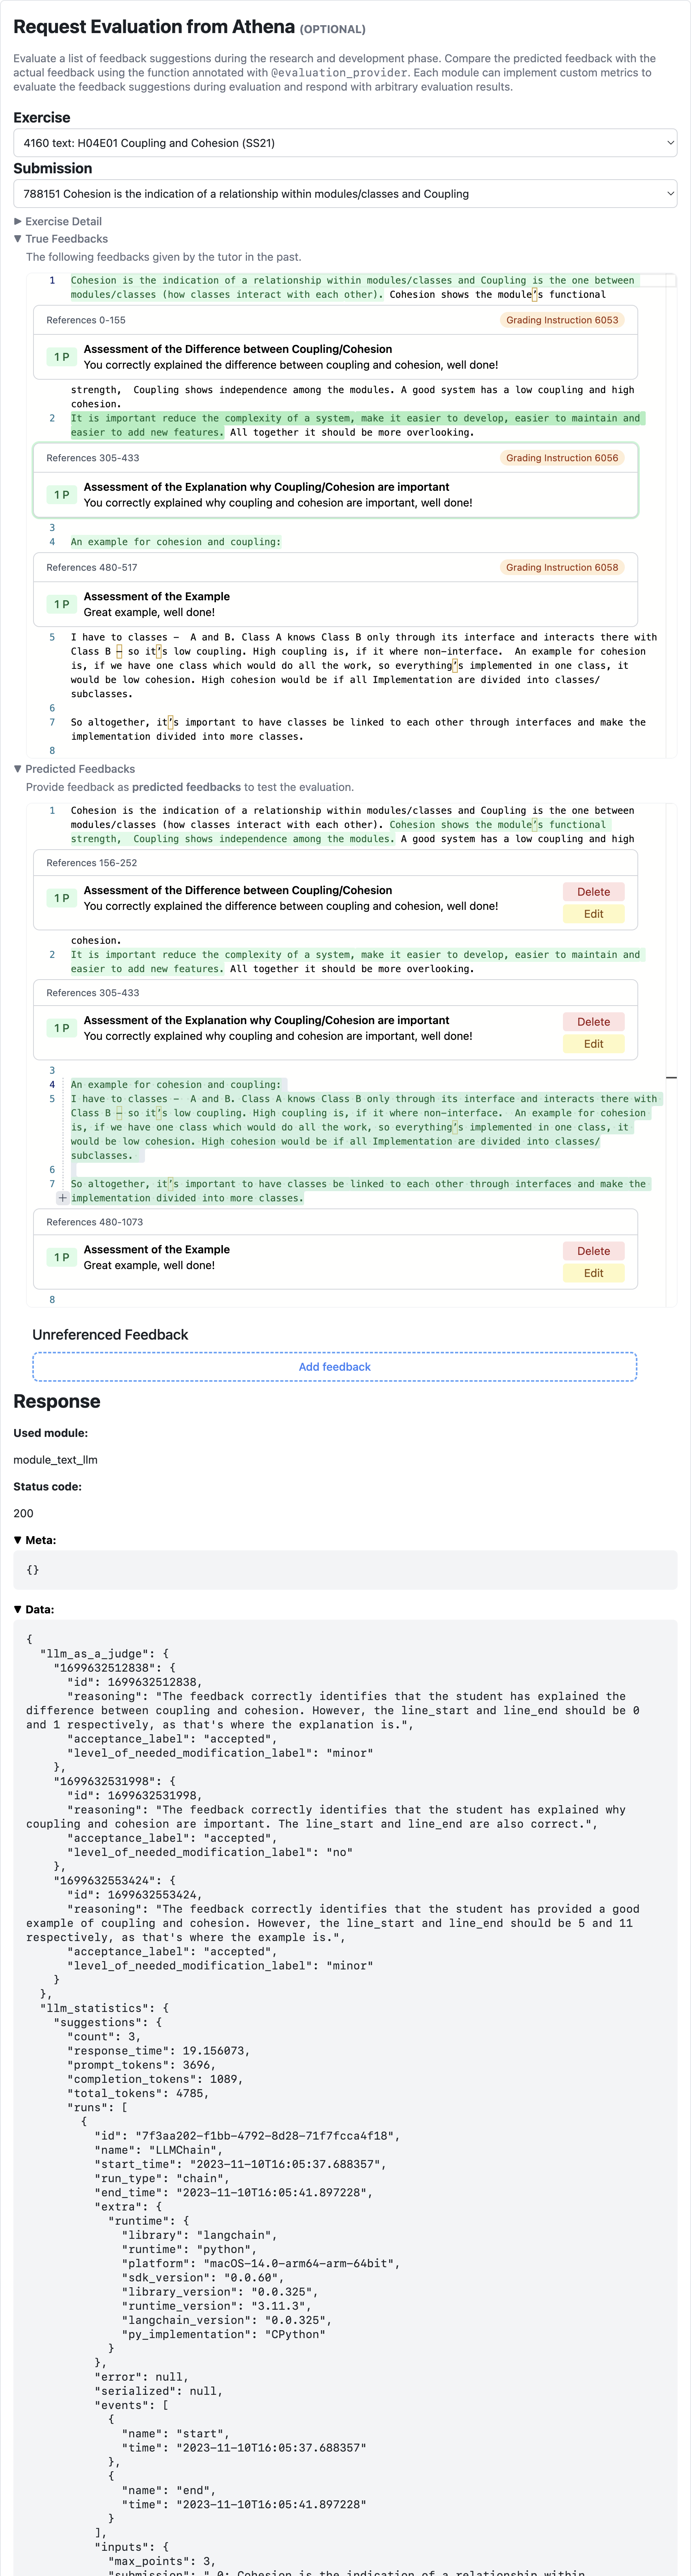 Request Evaluation from Athena (OPTIONAL)
Evaluate a list of feedback suggestions during the research and development phase. Compare the predicted feedback with the
actual feedback using the function annotated with @evaluation_provider. Each module can implement custom metrics to
evaluate the feedback suggestions during evaluation and respond with arbitrary evaluation results.
Exercise
4160 text: H04E01 Coupling and Cohesion (SS21)
Submission
788151 Cohesion is the indication of a relationship within modules/classes and Coupling
▶ Exercise Detail
▼ True Feedbacks
The following feedbacks given by the tutor in the past.
1 Cohesion is the indication of a relationship within modules/classes and Coupling is the one between
modules/classes (how classes interact with each other). Cohesion shows the module’s functional
References 0-155 Grading Instruction 6053
1 P Assessment of the Difference between Coupling/Cohesion
You correctly explained the difference between coupling and cohesion, well done!
strength,  Coupling shows independence among the modules. A good system has a low coupling and high
cohesion.
2 It is important reduce the complexity of a system, make it easier to develop, easier to maintain and
easier to add new features. All together it should be more overlooking.
References 305-433 Grading Instruction 6056
1 P Assessment of the Explanation why Coupling/Cohesion are important
You correctly explained why coupling and cohesion are important, well done!
3
4 An example for cohesion and coupling:
References 480-517 Grading Instruction 6058
1 P Assessment of the Example
Great example, well done!
5 I have to classes -  A and B. Class A knows Class B only through its interface and interacts there with
Class B – so it’s low coupling. High coupling is, if it where non-interface.  An example for cohesion
is, if we have one class which would do all the work, so everything’s implemented in one class, it
would be low cohesion. High cohesion would be if all Implementation are divided into classes/
subclasses.
6
7 So altogether, it’s important to have classes be linked to each other through interfaces and make the
implementation divided into more classes.
8
▼ Predicted Feedbacks
Provide feedback as predicted feedbacks to test the evaluation.
1 Cohesion is the indication of a relationship within modules/classes and Coupling is the one between
modules/classes (how classes interact with each other). Cohesion shows the module’s functional
strength,  Coupling shows independence among the modules. A good system has a low coupling and high
References 156-252
1 P Assessment of the Difference between Coupling/Cohesion Delete
You correctly explained the difference between coupling and cohesion, well done! Edit
cohesion.
2 It is important reduce the complexity of a system, make it easier to develop, easier to maintain and
easier to add new features. All together it should be more overlooking.
References 305-433
1 P Assessment of the Explanation why Coupling/Cohesion are important Delete
You correctly explained why coupling and cohesion are important, well done! Edit
3
4 An example for cohesion and coupling:
5 I have to classes -  A and B. Class A knows Class B only through its interface and interacts there with
Class B – so it’s low coupling. High coupling is, if it where non-interface.  An example for cohesion
is, if we have one class which would do all the work, so everything’s implemented in one class, it
would be low cohesion. High cohesion would be if all Implementation are divided into classes/
subclasses.
6
7 So altogether, it’s important to have classes be linked to each other through interfaces and make the
+ implementation divided into more classes.
References 480-1073
1 P Assessment of the Example Delete
Great example, well done! Edit
8
Unreferenced Feedback
Add feedback
Response
Used module:
module_text_llm
Status code:
200
▼ Meta:
{}
▼ Data:
{
  "llm_as_a_judge": {
    "1699632512838": {
      "id": 1699632512838,
      "reasoning": "The feedback correctly identifies that the student has explained the
difference between coupling and cohesion. However, the line_start and line_end should be 0
and 1 respectively, as that's where the explanation is.",
      "acceptance_label": "accepted",
      "level_of_needed_modification_label": "minor"
    },
    "1699632531998": {
      "id": 1699632531998,
      "reasoning": "The feedback correctly identifies that the student has explained why
coupling and cohesion are important. The line_start and line_end are also correct.",
      "acceptance_label": "accepted",
      "level_of_needed_modification_label": "no"
    },
    "1699632553424": {
      "id": 1699632553424,
      "reasoning": "The feedback correctly identifies that the student has provided a good
example of coupling and cohesion. However, the line_start and line_end should be 5 and 11
respectively, as that's where the example is.",
      "acceptance_label": "accepted",
      "level_of_needed_modification_label": "minor"
    }
  },
  "llm_statistics": {
    "suggestions": {
      "count": 3,
      "response_time": 19.156073,
      "prompt_tokens": 3696,
      "completion_tokens": 1089,
      "total_tokens": 4785,
      "runs": [
        {
          "id": "7f3aa202-f1bb-4792-8d28-71f7fcca4f18",
          "name": "LLMChain",
          "start_time": "2023-11-10T16:05:37.688357",
          "run_type": "chain",
          "end_time": "2023-11-10T16:05:41.897228",
          "extra": {
            "runtime": {
              "library": "langchain",
              "runtime": "python",
              "platform": "macOS-14.0-arm64-arm-64bit",
              "sdk_version": "0.0.60",
              "library_version": "0.0.325",
              "runtime_version": "3.11.3",
              "langchain_version": "0.0.325",
              "py_implementation": "CPython"
            }
          },
          "error": null,
          "serialized": null,
          "events": [
            {
              "name": "start",
              "time": "2023-11-10T16:05:37.688357"
            },
            {
              "name": "end",
              "time": "2023-11-10T16:05:41.897228"
            }
          ],
          "inputs": {
            "max_points": 3,
            "submission": " 0: Cohesion is the indication of a relationship within